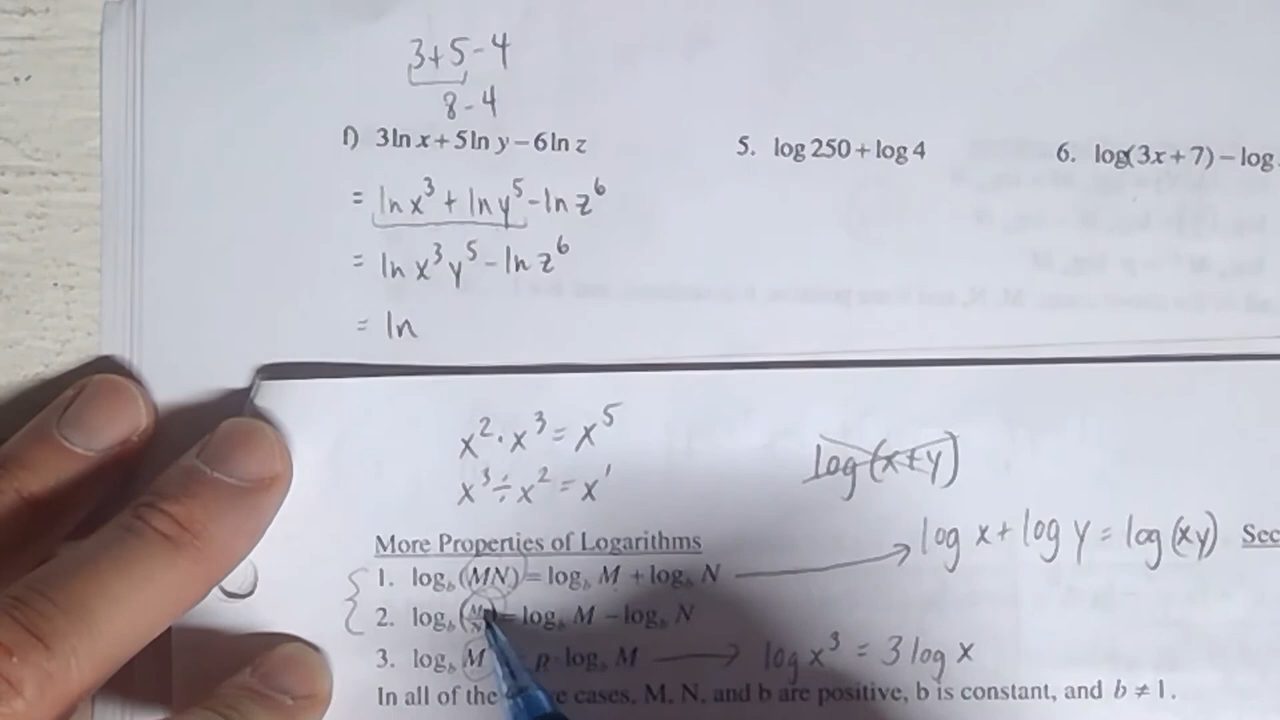 3+5-4
8-4
f) 3ln x+5ln y−6ln z
= ln x³ + ln y⁵ - ln z⁶
= ln x³y⁵ - ln z⁶
= ln
5. log 250 + log 4
6. log(3x+7) − log
x² · x³ = x⁵
x³ ÷ x² = x¹
log(x+y)
log x + log y = log(xy)
More Properties of Logarithms
1. log_b(MN) = log_b M + log_b N
2. log_b(M/N) = log_b M − log_b N
3. log_b M p·log_b M
log x³ = 3 log x
In all of the cases, M, N, and b are positive, b is constant, and b ≠ 1.